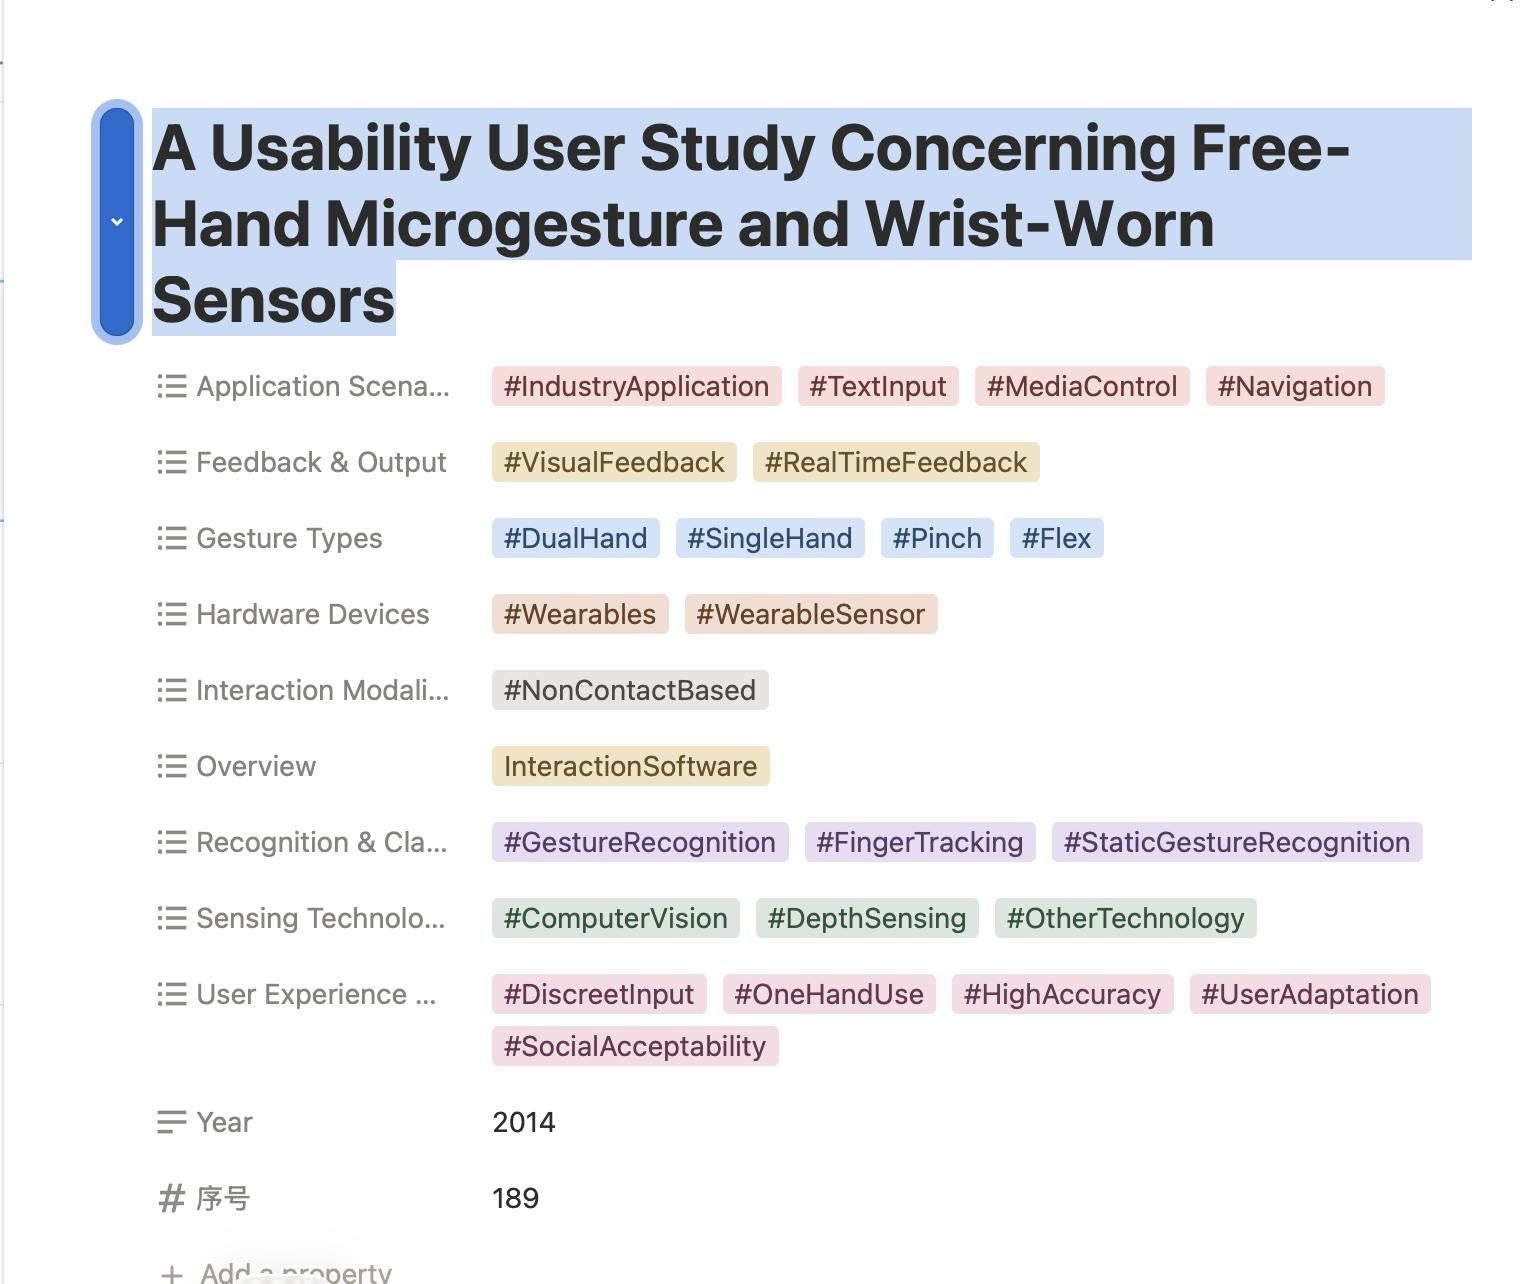 A Usability User Study Concerning Free-
Hand Microgesture and Wrist-Worn
Sensors
Application Scena... #IndustryApplication #TextInput #MediaControl #Navigation
Feedback & Output #VisualFeedback #RealTimeFeedback
Gesture Types #DualHand #SingleHand #Pinch #Flex
Hardware Devices #Wearables #WearableSensor
Interaction Modali... #NonContactBased
Overview InteractionSoftware
Recognition & Cla... #GestureRecognition #FingerTracking #StaticGestureRecognition
Sensing Technolo... #ComputerVision #DepthSensing #OtherTechnology
User Experience ... #DiscreetInput #OneHandUse #HighAccuracy #UserAdaptation
#SocialAcceptability
Year 2014
序号 189
Add a property